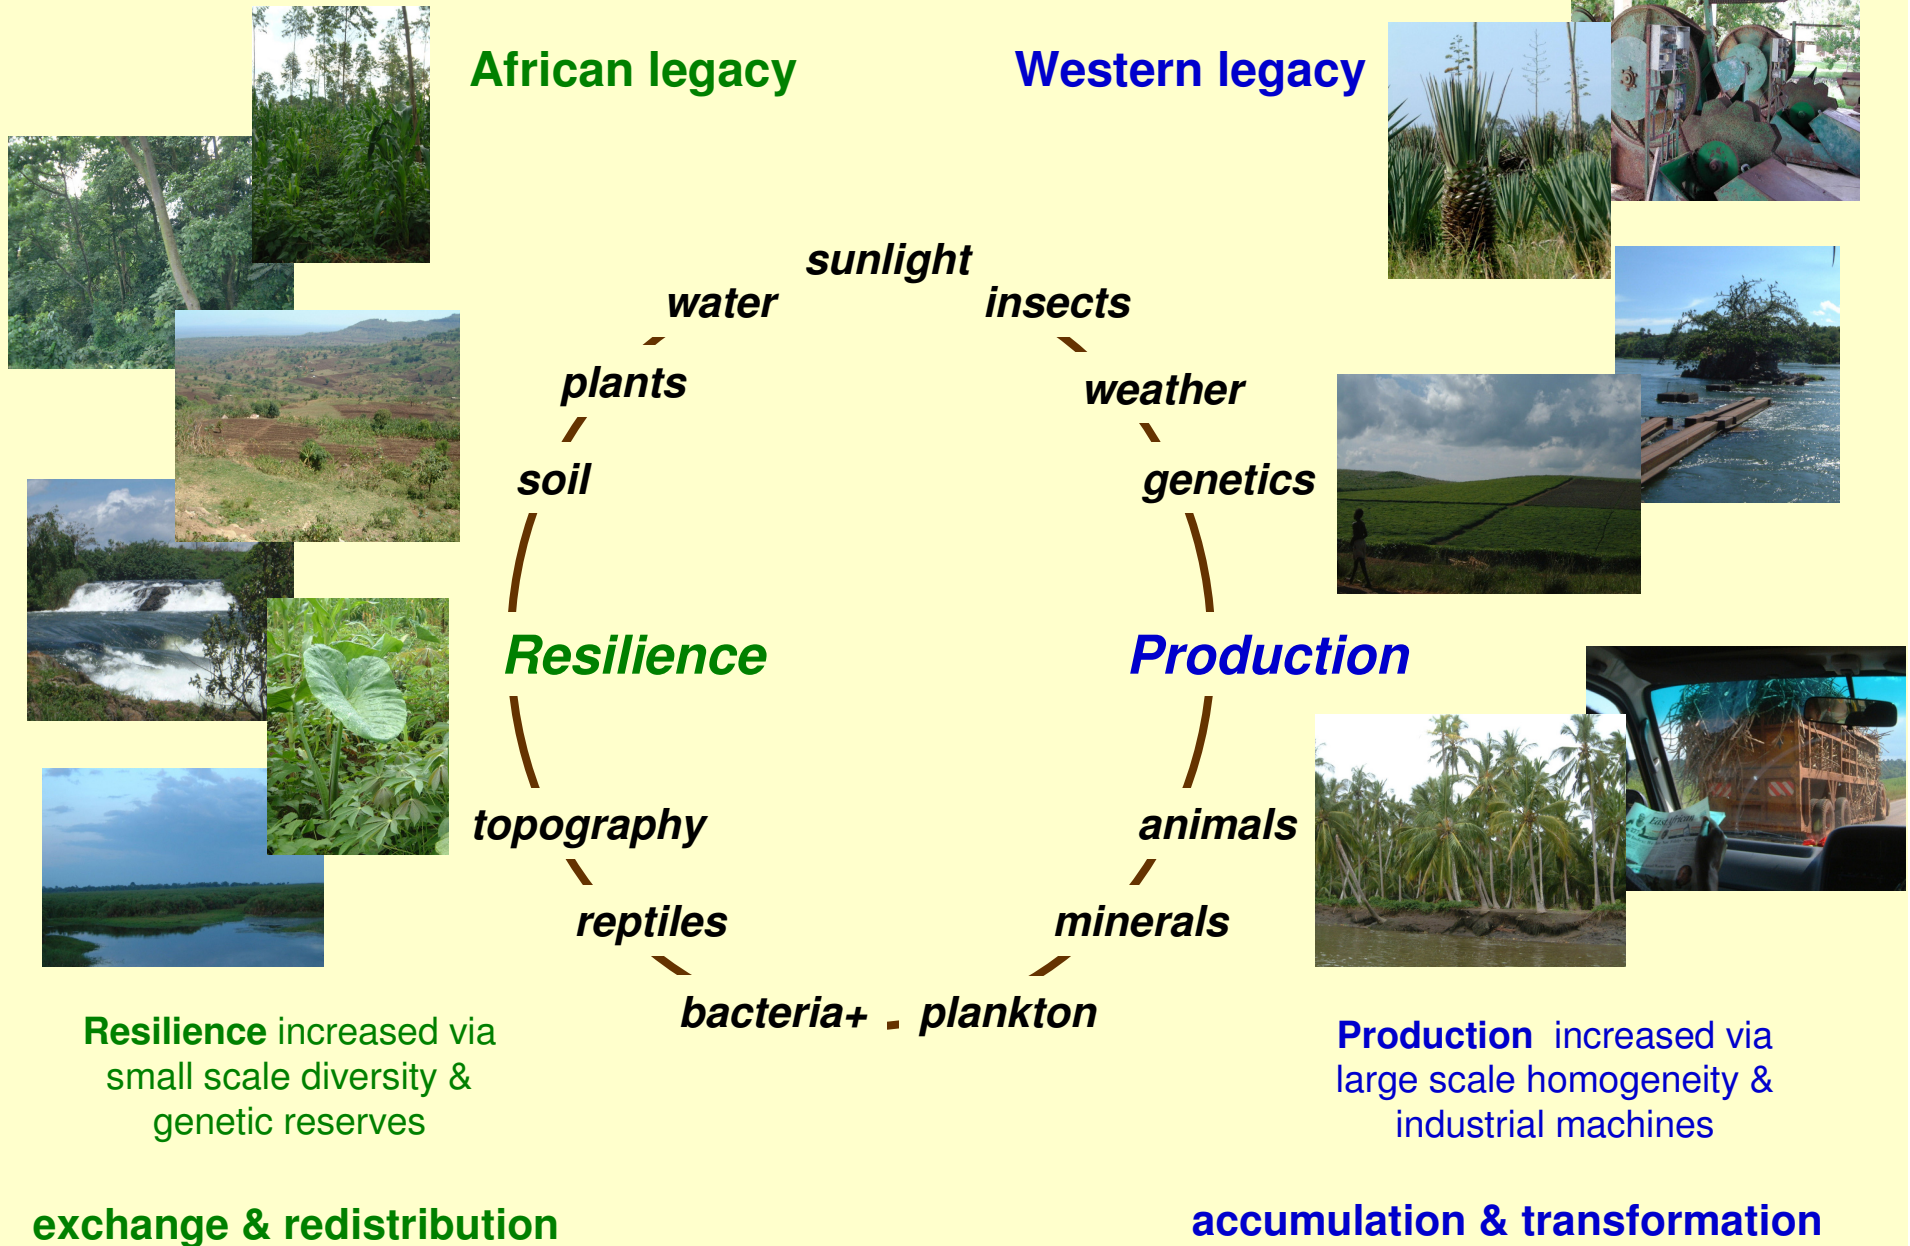 African legacy
Western legacy
sunlight
water
insects
plants
weather
soil
genetics
Resilience
Production
topography
animals
reptiles
minerals
bacteria+
plankton
Resilience increased via
small scale diversity &
genetic reserves
Production increased via
large scale homogeneity &
industrial machines
exchange & redistribution
accumulation & transformation
East African